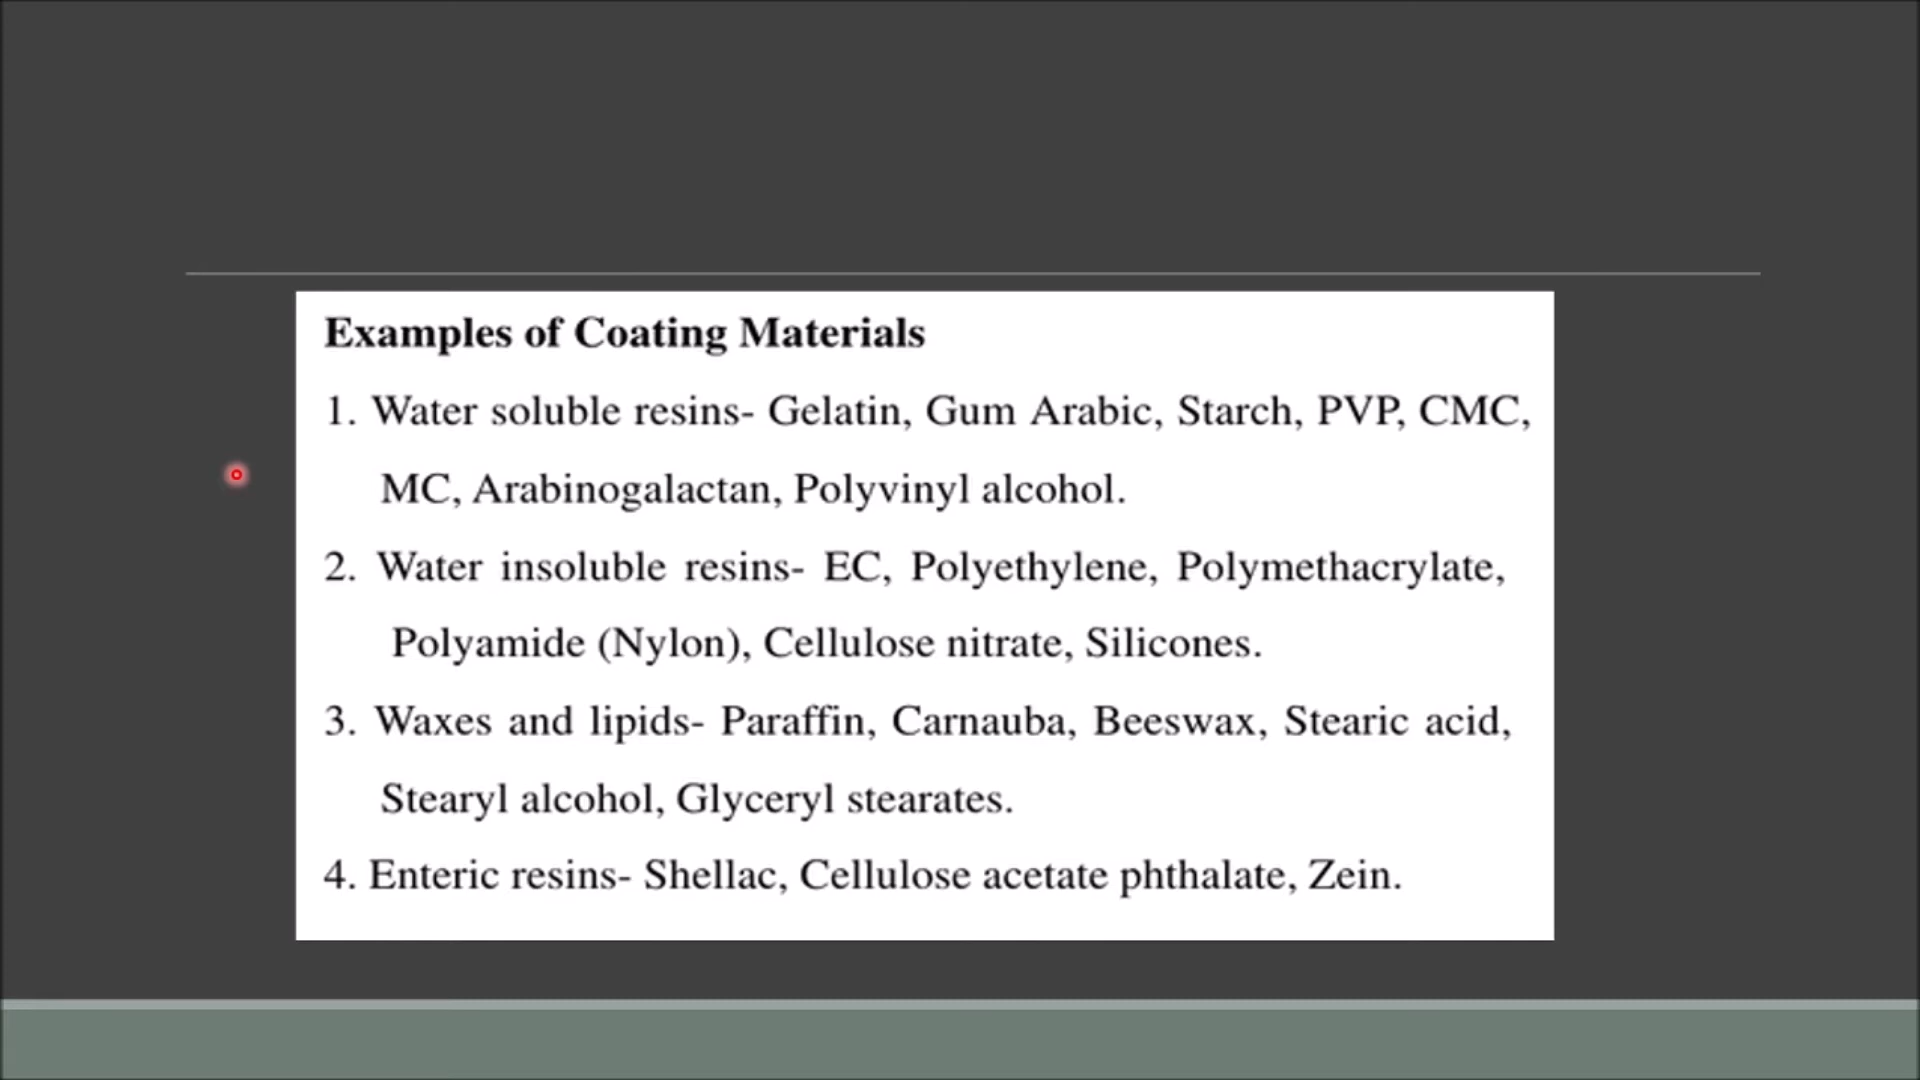 Examples of Coating Materials
1. Water soluble resins- Gelatin, Gum Arabic, Starch, PVP, CMC,
MC, Arabinogalactan, Polyvinyl alcohol.
2. Water insoluble resins- EC, Polyethylene, Polymethacrylate,
Polyamide (Nylon), Cellulose nitrate, Silicones.
3. Waxes and lipids- Paraffin, Carnauba, Beeswax, Stearic acid,
Stearyl alcohol, Glyceryl stearates.
4. Enteric resins- Shellac, Cellulose acetate phthalate, Zein.